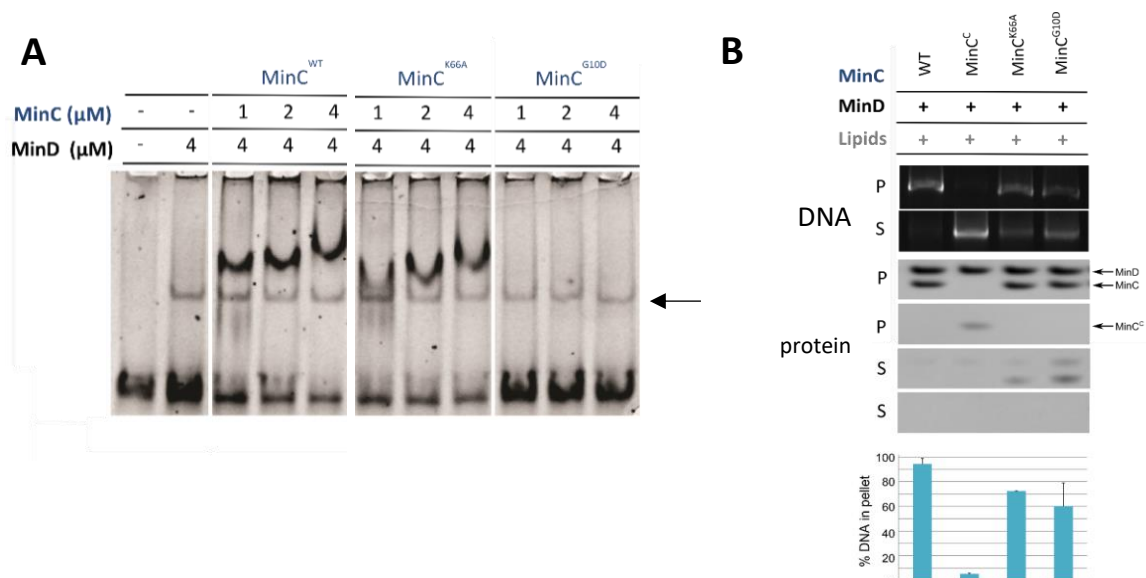 A
MinC^WT MinC^K66A MinC^G10D
MinC (μM) - - 1 2 4 1 2 4 1 2 4
MinD (μM) - 4 4 4 4 4 4 4 4 4 4
B
WT MinC^C MinC^K66A MinC^G10D
MinC
MinD + + + +
Lipids + + + +
DNA
P
S
protein
P MinD
MinC
P MinC^C
S
S
% DNA in pellet
100
80
60
40
20